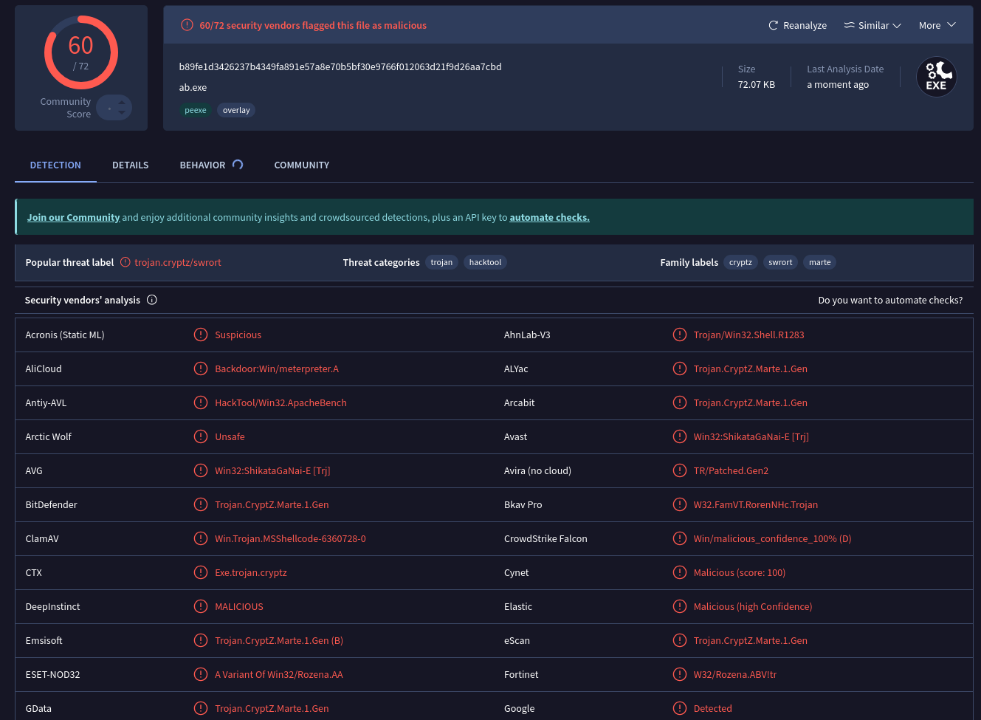 60
/ 72
Community
Score
60/72 security vendors flagged this file as malicious
Reanalyze
Similar
More
b89fe1d3426237b4349fa891e57a8e70b5bf30e9766f012063d21f9d26aa7cbd
ab.exe
peexe overlay
Size
72.07 KB
Last Analysis Date
a moment ago
EXE
DETECTION DETAILS BEHAVIOR COMMUNITY
Join our Community and enjoy additional community insights and crowdsourced detections, plus an API key to automate checks.
Popular threat label trojan.cryptz/swrort Threat categories trojan hacktool Family labels cryptz swrort marte
Security vendors' analysis Do you want to automate checks?
Acronis (Static ML) Suspicious AhnLab-V3 Trojan/Win32.Shell.R1283
AliCloud Backdoor:Win/meterpreter.A ALYac Trojan.CryptZ.Marte.1.Gen
Antiy-AVL HackTool/Win32.ApacheBench Arcabit Trojan.CryptZ.Marte.1.Gen
Arctic Wolf Unsafe Avast Win32:ShikataGaNai-E [Trj]
AVG Win32:ShikataGaNai-E [Trj] Avira (no cloud) TR/Patched.Gen2
BitDefender Trojan.CryptZ.Marte.1.Gen Bkav Pro W32.FamVT.RorenNHc.Trojan
ClamAV Win.Trojan.MSShellcode-6360728-0 CrowdStrike Falcon Win/malicious_confidence_100% (D)
CTX Exe.trojan.cryptz Cynet Malicious (score: 100)
DeepInstinct MALICIOUS Elastic Malicious (high Confidence)
Emsisoft Trojan.CryptZ.Marte.1.Gen (B) eScan Trojan.CryptZ.Marte.1.Gen
ESET-NOD32 A Variant Of Win32/Rozena.AA Fortinet W32/Rozena.ABV!tr
GData Trojan.CryptZ.Marte.1.Gen Google Detected